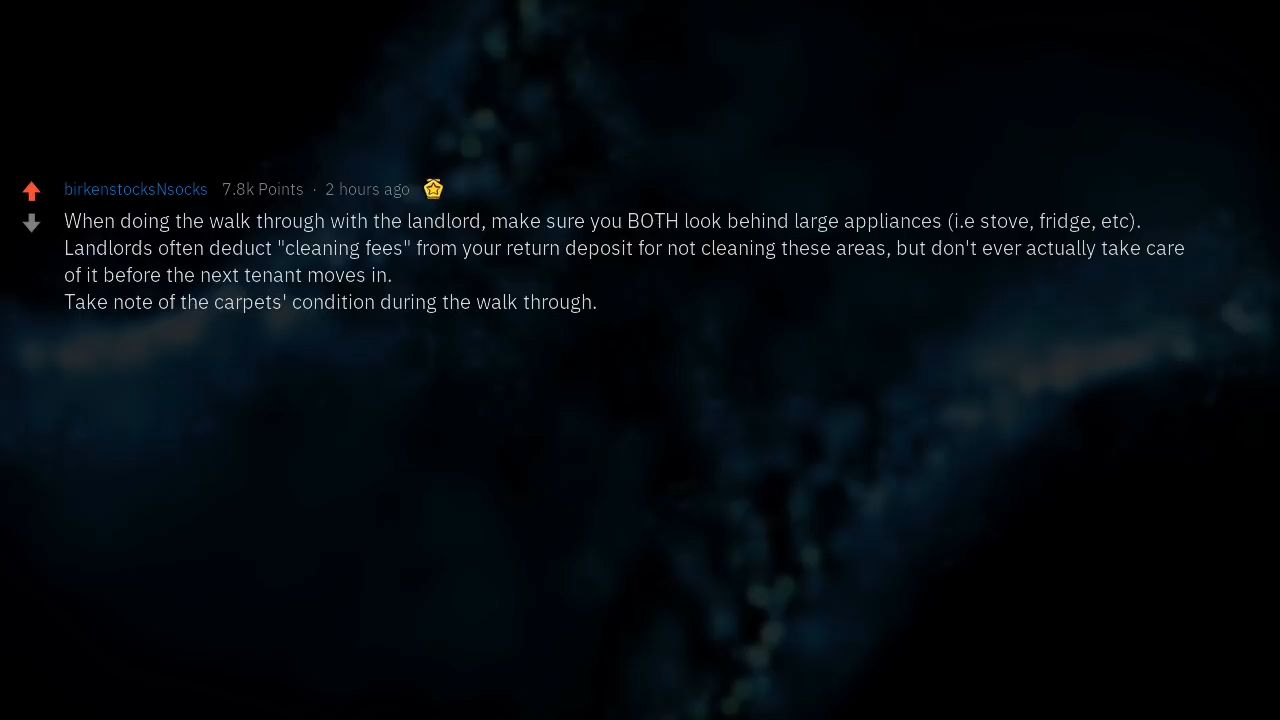 birkenstocksNsocks 7.8k Points · 2 hours ago
When doing the walk through with the landlord, make sure you BOTH look behind large appliances (i.e stove, fridge, etc).
Landlords often deduct "cleaning fees" from your return deposit for not cleaning these areas, but don't ever actually take care
of it before the next tenant moves in.
Take note of the carpets' condition during the walk through.